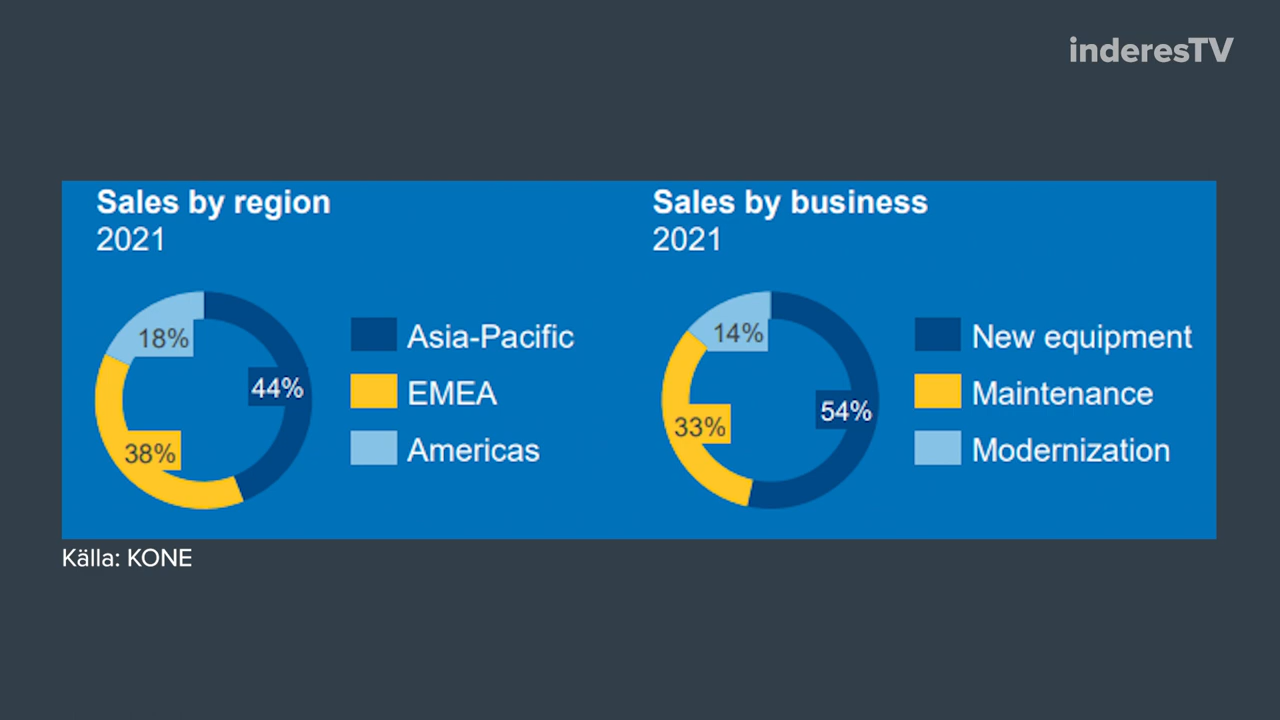 inderesTV
Sales by region
2021
18%
44%
38%
Asia-Pacific
EMEA
Americas
Sales by business
2021
14%
54%
33%
New equipment
Maintenance
Modernization
Källa: KONE